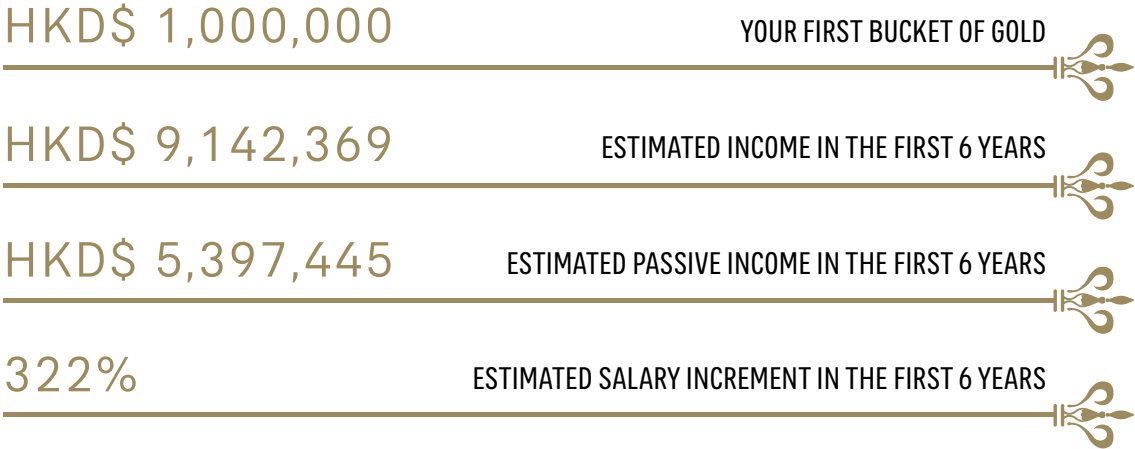 HKD$ 1,000,000 YOUR FIRST BUCKET OF GOLD
HKD$ 9,142,369 ESTIMATED INCOME IN THE FIRST 6 YEARS
HKD$ 5,397,445 ESTIMATED PASSIVE INCOME IN THE FIRST 6 YEARS
322% ESTIMATED SALARY INCREMENT IN THE FIRST 6 YEARS